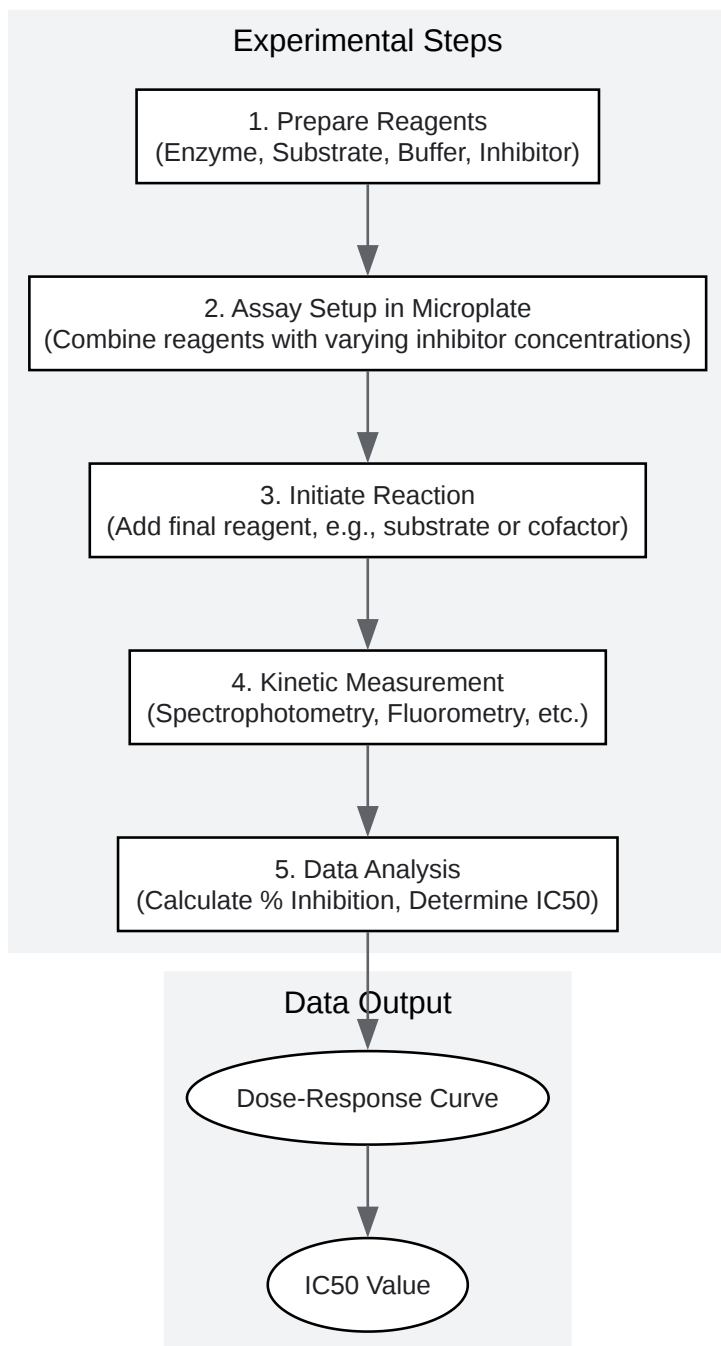 Experimental Steps
1. Prepare Reagents
(Enzyme, Substrate, Buffer, Inhibitor)
2. Assay Setup in Microplate
(Combine reagents with varying inhibitor concentrations)
3. Initiate Reaction
(Add final reagent, e.g., substrate or cofactor)
4. Kinetic Measurement
(Spectrophotometry, Fluorometry, etc.)
5. Data Analysis
(Calculate % Inhibition, Determine IC50)
Data Output
Dose-Response Curve
IC50 Value